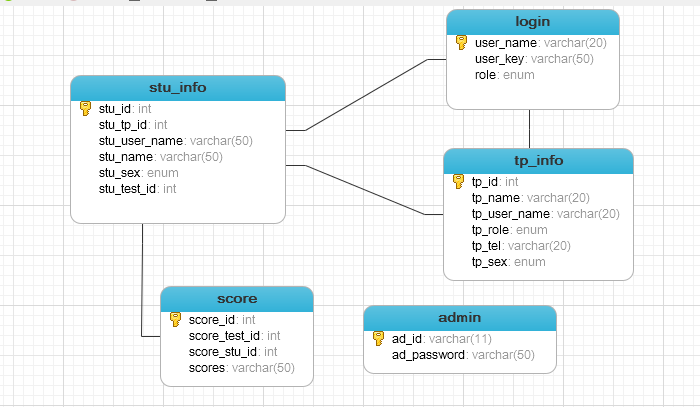 login
user_name: varchar(20)
user_key: varchar(50)
role: enum
stu_info
stu_id: int
stu_tp_id: int
stu_user_name: varchar(50)
stu_name: varchar(50)
stu_sex: enum
stu_test_id: int
tp_info
tp_id: int
tp_name: varchar(20)
tp_user_name: varchar(20)
tp_role: enum
tp_tel: varchar(20)
tp_sex: enum
score
score_id: int
score_test_id: int
score_stu_id: int
scores: varchar(50)
admin
ad_id: varchar(11)
ad_password: varchar(50)